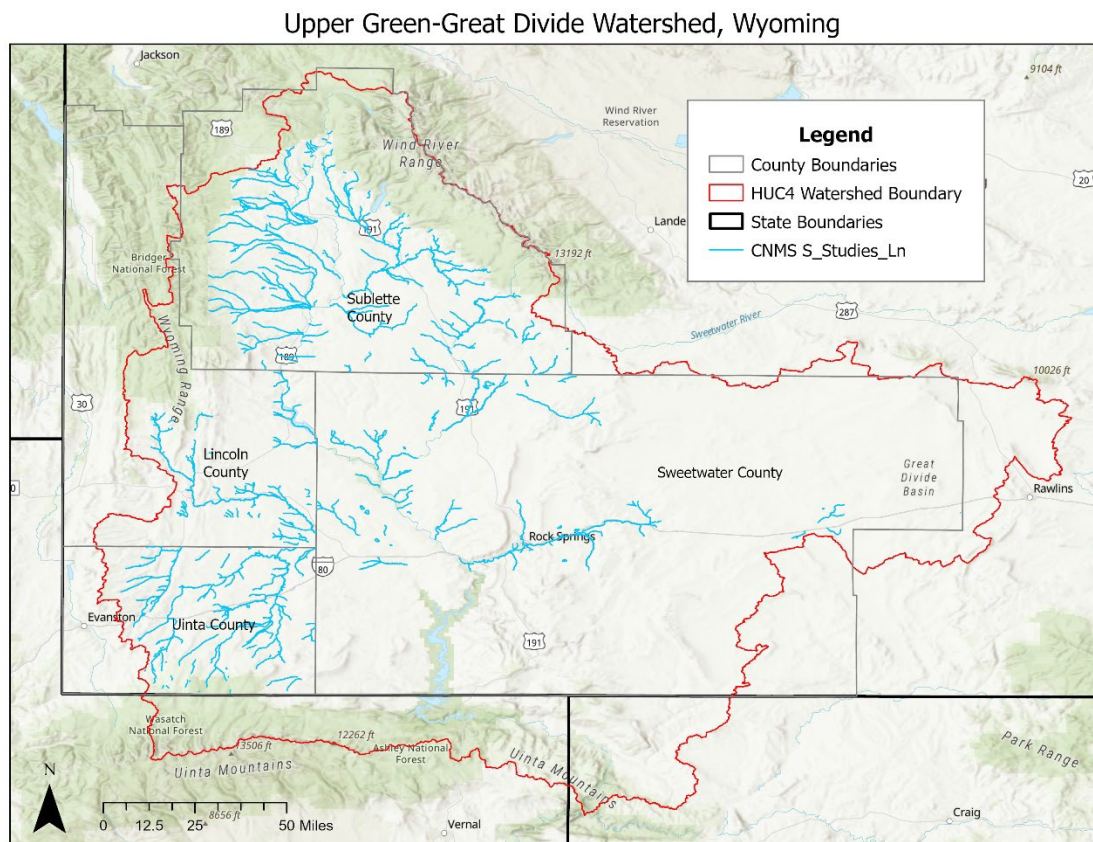 Upper Green-Great Divide Watershed, Wyoming
Jackson
9104 ft
189
Wind River
Reservation
Wind River
Range
Legend
County Boundaries
HUC4 Watershed Boundary
State Boundaries
CNMS S_Studies_Ln
20
Lande
191
13192 ft
Bridger
National Forest
Sublette
County
Sweetwater River
287
Wyoming Range
189
10026 ft
30
191
Lincoln
County
Sweetwater County
Great
Divide
Basin
Rawlins
0
Rock Springs
80
Evanston
Uinta County
191
Wasatch
National Forest
12262 ft
3506 ft
Ashley National
Forest
Uinta Mountains
Uinta Mountains
Park Range
N
8656 ft
0 12.5 25 50 Miles
Vernal
Craig